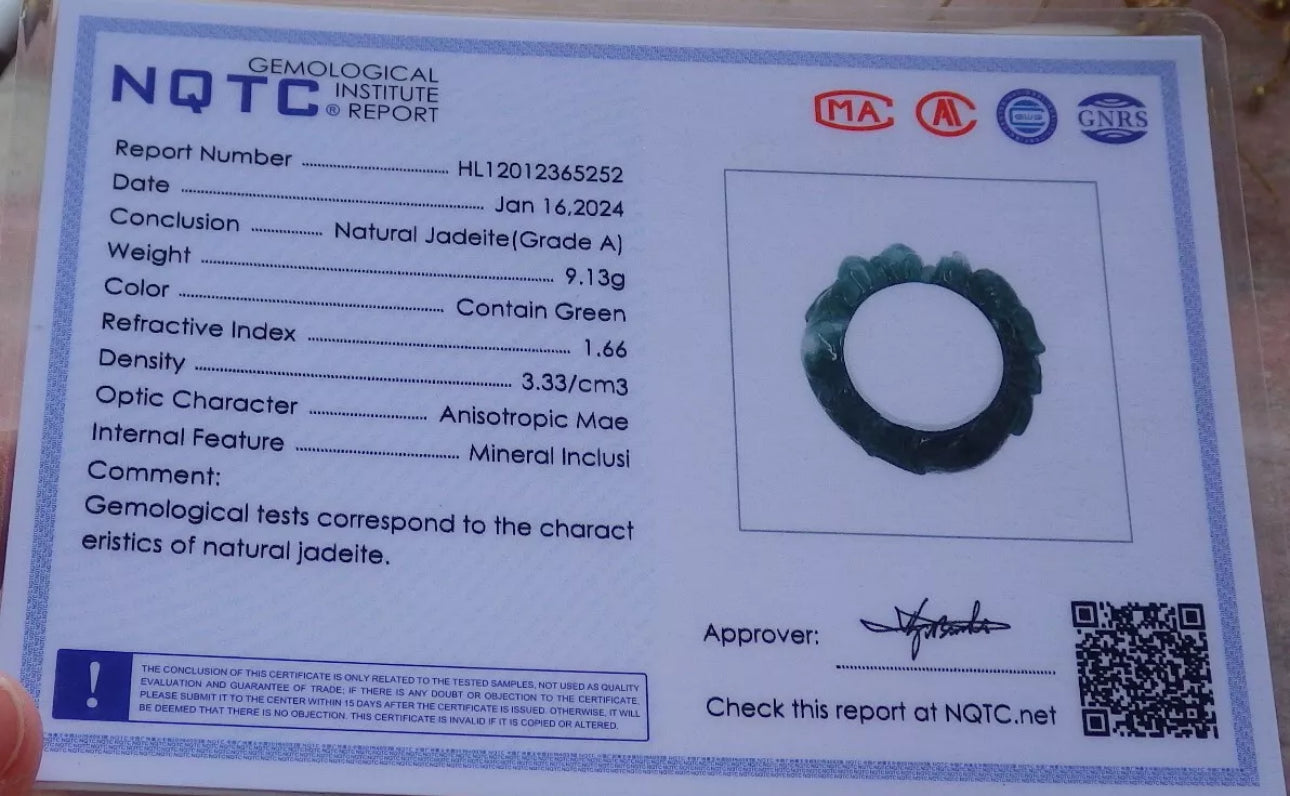 NQTC®
GEMOLOGICAL
INSTITUTE
REPORT
MA
AL
GWG
GNRS
Report Number ........................ HL12012365252
Date ........................ Jan 16,2024
Conclusion ........................ Natural Jadeite(Grade A)
Weight ........................ 9.13g
Color ........................ Contain Green
Refractive Index ........................ 1.66
Density ........................ 3.33/cm3
Optic Character ........................ Anisotropic Mae
Internal Feature ........................ Mineral Inclusi
Comment:
Gemological tests correspond to the charact
eristics of natural jadeite.
!
THE CONCLUSION OF THIS CERTIFICATE IS ONLY RELATED TO THE TESTED SAMPLES, NOT USED AS QUALITY
EVALUATION AND GUARANTEE OF TRADE; IF THERE IS ANY DOUBT OR OBJECTION TO THE CERTIFICATE,
PLEASE SUBMIT IT TO THE CENTER WITHIN 15 DAYS AFTER THE CERTIFICATE IS ISSUED. OTHERWISE, IT WILL
BE DEEMED THAT THERE IS NO OBJECTION. THIS CERTIFICATE IS INVALID IF IT IS COPIED OR ALTERED.
Approver:
Check this report at NQTC.net